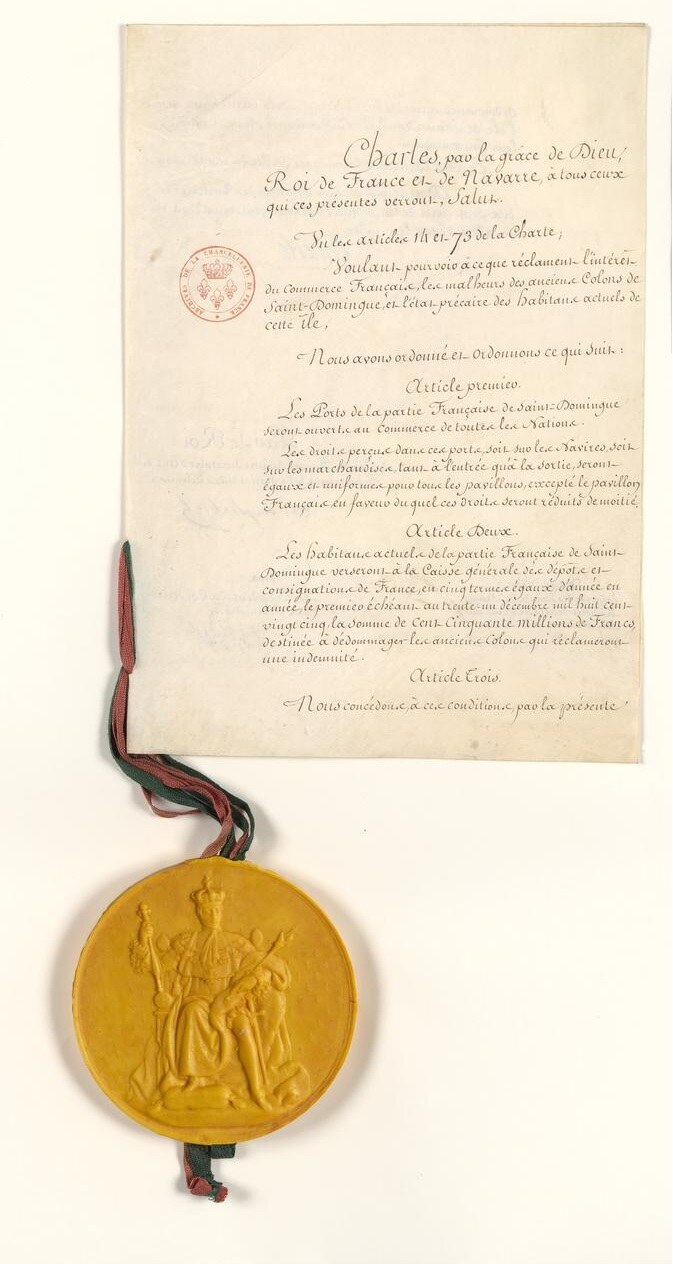 Charles, par la grâce de Dieu,
Roi de France et de Navarre, à tous ceux
qui ces présentes verront, Salut.
Vu les articles 14 et 73 de la Charte;
Voulant pourvoir à ce que réclament l'intérêt
du Commerce Français, les malheurs des anciens Colons de
Saint-Domingue, et l'état précaire des habitans actuels de
cette île,
Nous avons ordonné et ordonnons ce qui suit:
Article premier.
Les Ports de la partie Française de Saint-Domingue
seront ouverts au Commerce de toutes les Nations.
Les droits perçus dans ces ports, soit sur les Navires, soit
sur les marchandises, tant à l'entrée qu'à la sortie, seront
égaux et uniformes pour tous les pavillons, excepté le pavillon
Français, en faveur du quel ces droits seront réduits de moitié.
Article Deux.
Les habitans actuels de la partie Française de Saint-
Domingue verseront à la Caisse générale des dépôts et
consignations de France, en cinq termes égaux d'année en
année, le premier échéant au trente-un décembre mil huit cent
vingt cinq, la somme de Cent Cinquante millions de Francs,
destinée à dédommager les anciens Colons qui réclameront
une indemnité.
Article Trois.
Nous concédons, à ces conditions, par la présente
ARCHIVES DE LA CHANCELLERIE DE FRANCE